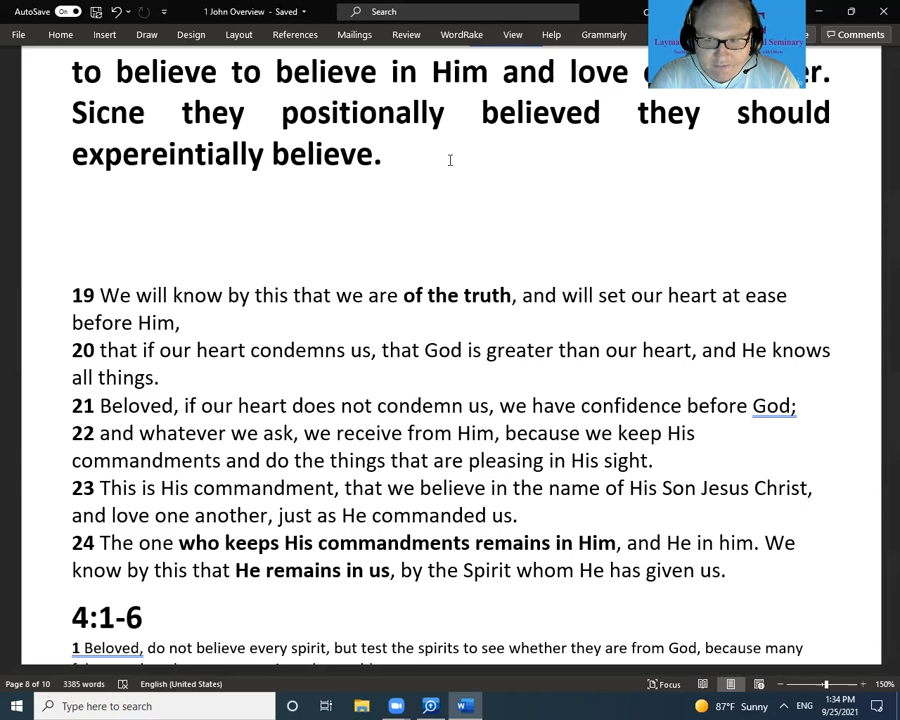 AutoSave On 1 John Overview - Saved Search
File Home Insert Draw Design Layout References Mailings Review WordRake View Help Grammarly Comments
Layman Seminary
to believe to believe in Him and love er.
Sicne they positionally believed they should
expereintially believe.
19 We will know by this that we are of the truth, and will set our heart at ease
before Him,
20 that if our heart condemns us, that God is greater than our heart, and He knows
all things.
21 Beloved, if our heart does not condemn us, we have confidence before God;
22 and whatever we ask, we receive from Him, because we keep His
commandments and do the things that are pleasing in His sight.
23 This is His commandment, that we believe in the name of His Son Jesus Christ,
and love one another, just as He commanded us.
24 The one who keeps His commandments remains in Him, and He in him. We
know by this that He remains in us, by the Spirit whom He has given us.
4:1-6
1 Beloved, do not believe every spirit, but test the spirits to see whether they are from God, because many
Page 8 of 10 3385 words English (United States) Focus 150%
Type here to search 87°F Sunny ENG 1:34 PM
9/25/2021